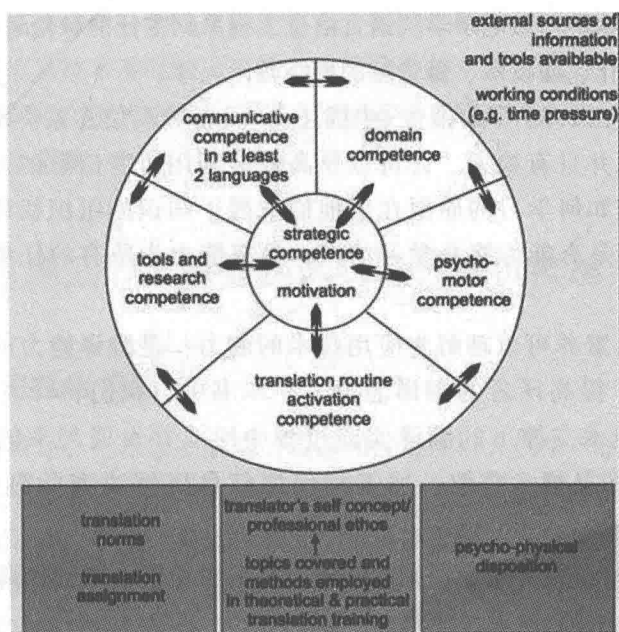 external sources of
information
and tools avaiblable
working conditions
(e.g. time pressure)
communicative
competence
in at least
2 languages
domain
competence
strategic
competence
motivation
tools and
research
competence
psycho-
motor
competence
translation routine
activation
competence
translation
norms
translation
assignment
translator's self concept/
professional ethos
topics covered and
methods employed
in theoretical & practical
translation training
psycho-physical
disposition